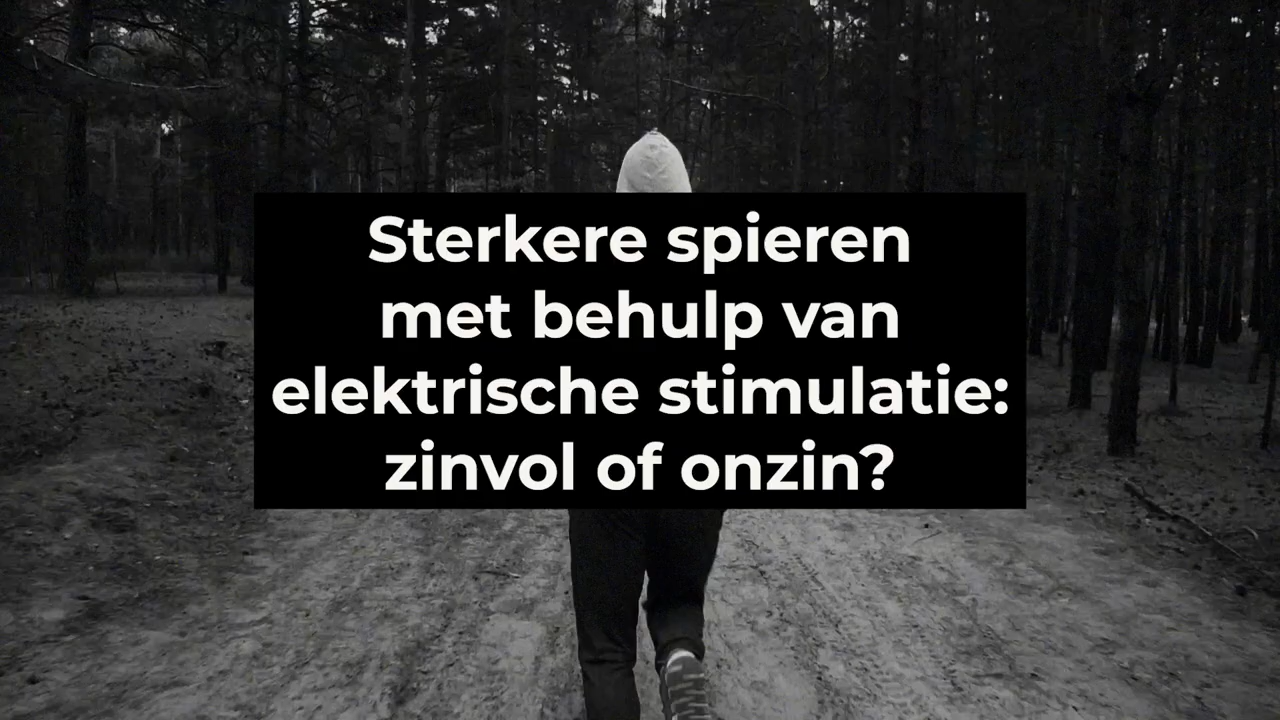 Sterkere spieren
met behulp van
elektrische stimulatie:
zinvol of onzin?